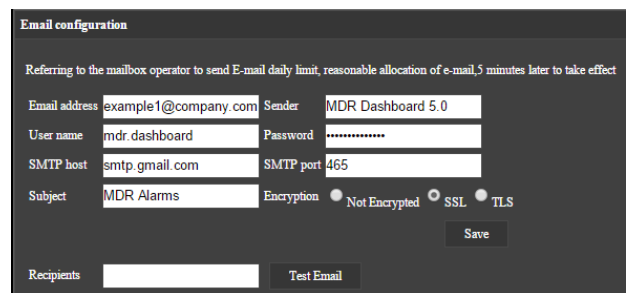 Email configuration
Referring to the mailbox operator to send E-mail daily limit, reasonable allocation of e-mail,5 minutes later to take effect
Email address example1@company.com Sender MDR Dashboard 5.0
User name mdr.dashboard Password ••••••••••••••
SMTP host smtp.gmail.com SMTP port 465
Subject MDR Alarms Encryption Not Encrypted SSL TLS
Save
Recipients Test Email